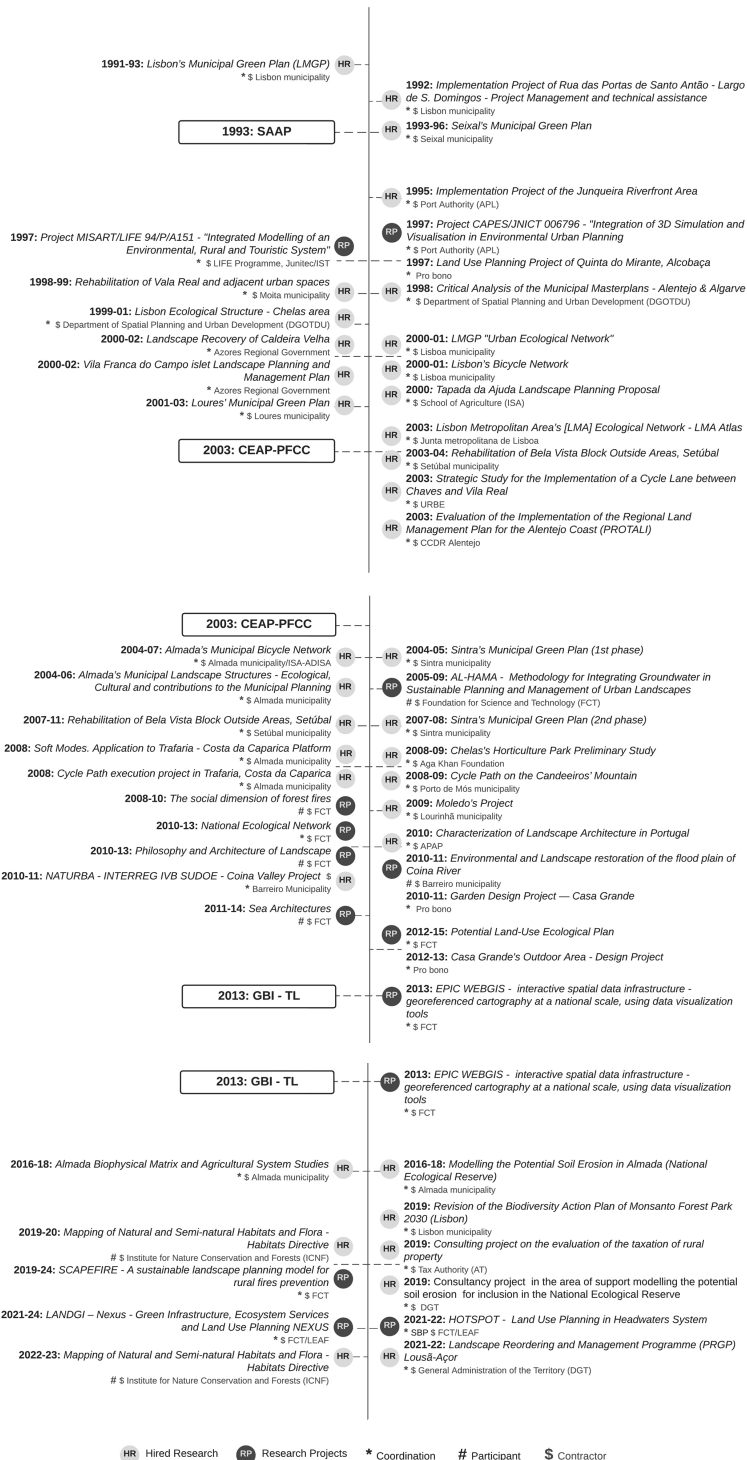 1991-93: Lisbon's Municipal Green Plan (LMGP)
HR
* $ Lisbon municipality
1992: Implementation Project of Rua das Portas de Santo Antão - Largo
HR
de S. Domingos - Project Management and technical assistance
* $ Lisbon municipality
1993: SAAP
HR
1993-96: Seixal's Municipal Green Plan
* $ Seixal municipality
HR
1995: Implementation Project of the Junqueira Riverfront Area
* $ Port Authority (APL)
1997: Project MISART/LIFE 94/P/A151 - "Integrated Modelling of an
Environmental, Rural and Touristic System"
* $ LIFE Programme, Junitec/IST
RP
RP
1997: Project CAPES/JNICT 006796 - "Integration of 3D Simulation and
Visualisation in Environmental Urban Planning
* $ Port Authority (APL)
1997: Land Use Planning Project of Quinta do Mirante, Alcobaça
* Pro bono
1998-99: Rehabilitation of Vala Real and adjacent urban spaces
* $ Moita municipality
HR
HR
1998: Critical Analysis of the Municipal Masterplans - Alentejo & Algarve
* $ Department of Spatial Planning and Urban Development (DGOTDU)
1999-01: Lisbon Ecological Structure - Chelas area
* $ Department of Spatial Planning and Urban Development (DGOTDU)
HR
2000-02: Landscape Recovery of Caldeira Velha
* Azores Regional Government
HR
HR
2000-01: LMGP "Urban Ecological Network"
* $ Lisboa municipality
2000-02: Vila Franca do Campo islet Landscape Planning and
Management Plan
* Azores Regional Government
HR
HR
2000-01: Lisbon's Bicycle Network
* $ Lisboa municipality
2001-03: Loures' Municipal Green Plan
* $ Loures municipality
HR
HR
2000: Tapada da Ajuda Landscape Planning Proposal
* $ School of Agriculture (ISA)
HR
2003: Lisbon Metropolitan Area's [LMA] Ecological Network - LMA Atlas
* $ Junta metropolitana de Lisboa
2003: CEAP-PFCC
HR
2003-04: Rehabilitation of Bela Vista Block Outside Areas, Setúbal
* $ Setúbal municipality
HR
2003: Strategic Study for the Implementation of a Cycle Lane between
Chaves and Vila Real
* $ URBE
HR
2003: Evaluation of the Implementation of the Regional Land
Management Plan for the Alentejo Coast (PROTALI)
* $ CCDR Alentejo
2003: CEAP-PFCC
2004-07: Almada's Municipal Bicycle Network
* $ Almada municipality/ISA-ADISA
HR
HR
2004-05: Sintra's Municipal Green Plan (1st phase)
* $ Sintra municipality
2004-06: Almada's Municipal Landscape Structures - Ecological,
Cultural and contributions to the Municipal Planning
* $ Almada municipality
HR
RP
2005-09: AL-HAMA - Methodology for Integrating Groundwater in
Sustainable Planning and Management of Urban Landscapes
# $ Foundation for Science and Technology (FCT)
2007-11: Rehabilitation of Bela Vista Block Outside Areas, Setúbal
* $ Setúbal municipality
HR
HR
2007-08: Sintra's Municipal Green Plan (2nd phase)
* $ Sintra municipality
2008: Soft Modes. Application to Trafaria - Costa da Caparica Platform
* $ Almada municipality
HR
HR
2008-09: Chelas's Horticulture Park Preliminary Study
* $ Aga Khan Foundation
2008: Cycle Path execution project in Trafaria, Costa da Caparica
* $ Almada municipality
HR
HR
2008-09: Cycle Path on the Candeeiros' Mountain
* $ Porto de Mós municipality
2008-10: The social dimension of forest fires
# $ FCT
RP
HR
2009: Moledo's Project
* $ Lourinhã municipality
2010-13: National Ecological Network
* $ FCT
RP
HR
2010: Characterization of Landscape Architecture in Portugal
* $ APAP
2010-13: Philosophy and Architecture of Landscape
# $ FCT
RP
RP
2010-11: Environmental and Landscape restoration of the flood plain of
Coina River
# $ Barreiro municipality
2010-11: NATURBA - INTERREG IVB SUDOE - Coina Valley Project $
* Barreiro Municipality
HR
2010-11: Garden Design Project — Casa Grande
* Pro bono
2011-14: Sea Architectures
# $ FCT
RP
RP
2012-15: Potential Land-Use Ecological Plan
* $ FCT
2012-13: Casa Grande's Outdoor Area - Design Project
* Pro bono
2013: GBI - TL
RP
2013: EPIC WEBGIS - interactive spatial data infrastructure -
georeferenced cartography at a national scale, using data visualization
tools
* $ FCT
2013: GBI - TL
RP
2013: EPIC WEBGIS - interactive spatial data infrastructure -
georeferenced cartography at a national scale, using data visualization
tools
* $ FCT
2016-18: Almada Biophysical Matrix and Agricultural System Studies
* $ Almada municipality
HR
HR
2016-18: Modelling the Potential Soil Erosion in Almada (National
Ecological Reserve)
* $ Almada municipality
HR
2019: Revision of the Biodiversity Action Plan of Monsanto Forest Park
2030 (Lisbon)
* $ Lisbon municipality
2019-20: Mapping of Natural and Semi-natural Habitats and Flora -
Habitats Directive
# $ Institute for Nature Conservation and Forests (ICNF)
HR
HR
2019: Consulting project on the evaluation of the taxation of rural
property
* $ Tax Authority (AT)
2019-24: SCAPEFIRE - A sustainable landscape planning model for
rural fires prevention
* $ FCT
RP
HR
2019: Consultancy project in the area of support modelling the potential
soil erosion for inclusion in the National Ecological Reserve
* $ DGT
2021-24: LANDGI – Nexus - Green Infrastructure, Ecosystem Services
and Land Use Planning NEXUS
* $ FCT/LEAF
RP
RP
2021-22: HOTSPOT - Land Use Planning in Headwaters System
* SBP $ FCT/LEAF
2022-23: Mapping of Natural and Semi-natural Habitats and Flora -
Habitats Directive
# $ Institute for Nature Conservation and Forests (ICNF)
HR
HR
2021-22: Landscape Reordering and Management Programme (PRGP)
Lousã-Açor
* $ General Administration of the Territory (DGT)
HR Hired Research RP Research Projects * Coordination # Participant $ Contractor